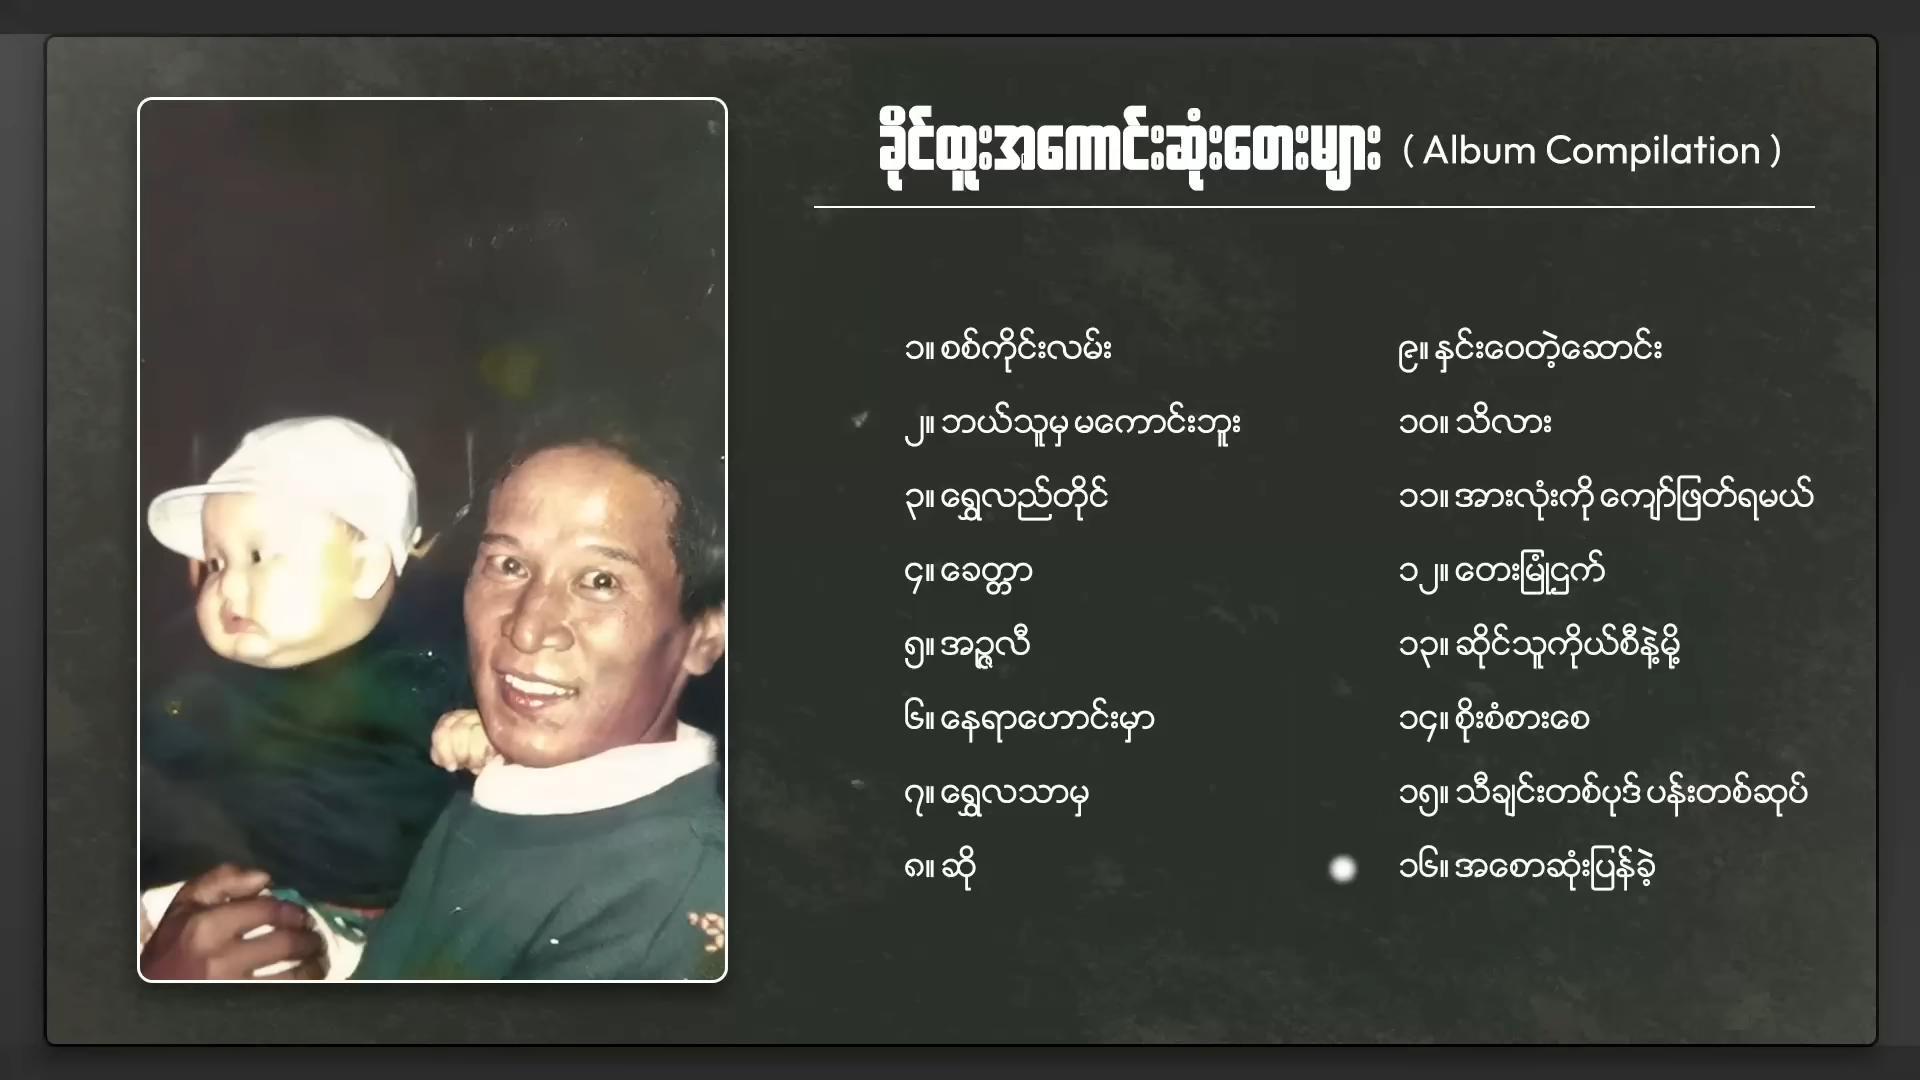 ခိုင်ထူးအကောင်းဆုံးတေးများ ( Album Compilation )
၁။ စစ်ကိုင်းလမ်း
၂။ ဘယ်သူမှ မကောင်းဘူး
၃။ ရွှေလည်တိုင်
၄။ ခေတ္တာ
၅။ အဉ္ဇလီ
၆။ နေရာဟောင်းမှာ
၇။ ရွှေလသာမှ
၈။ ဆို
၉။ နှင်းဝေတဲ့ဆောင်း
၁၀။ သိလား
၁၁။ အားလုံးကို ကျော်ဖြတ်ရမယ်
၁၂။ တေးမြုံငှက်
၁၃။ ဆိုင်သူကိုယ်စီနဲ့မို့
၁၄။ စိုးစံစားစေ
၁၅။ သီချင်းတစ်ပုဒ် ပန်းတစ်ဆုပ်
၁၆။ အစောဆုံးပြန်ခဲ့